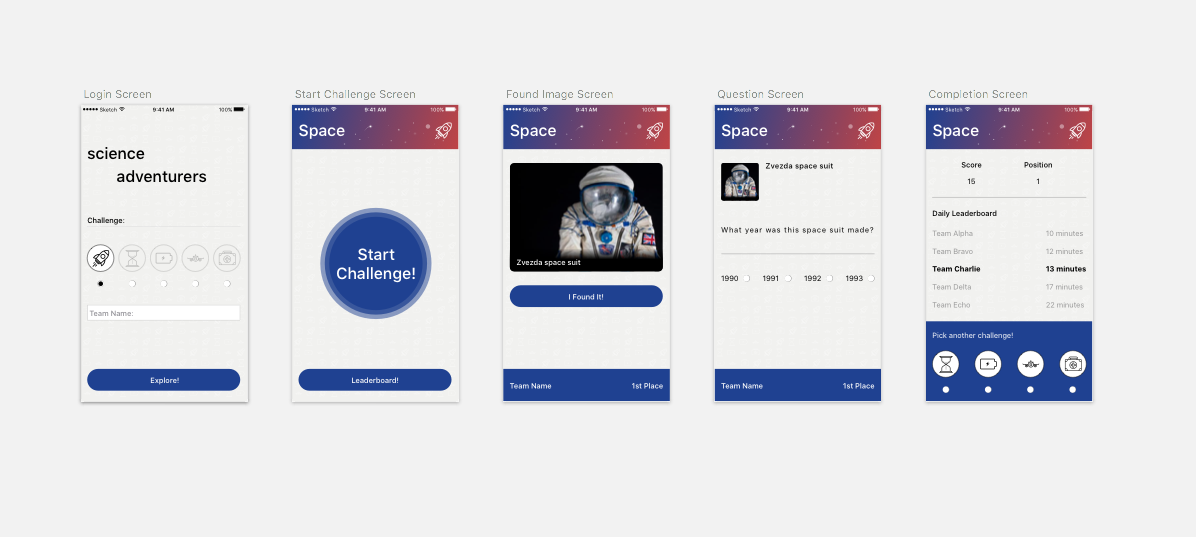 Login Screen
●●●●● Sketch 9:41 AM 100%
science
adventurers
Challenge:
Team Name:
Explore!
Start Challenge Screen
●●●●● Sketch 9:41 AM 100%
Space
Start
Challenge!
Leaderboard!
Found Image Screen
●●●●● Sketch 9:41 AM 100%
Space
Zvezda space suit
I Found It!
Team Name 1st Place
Question Screen
●●●●● Sketch 9:41 AM 100%
Space
Zvezda space suit
What year was this space suit made?
1990 1991 1992 1993
Team Name 1st Place
Completion Screen
●●●●● Sketch 9:41 AM 100%
Space
Score Position
15 1
Daily Leaderboard
Team Alpha 10 minutes
Team Bravo 12 minutes
Team Charlie 13 minutes
Team Delta 17 minutes
Team Echo 22 minutes
Pick another challenge!